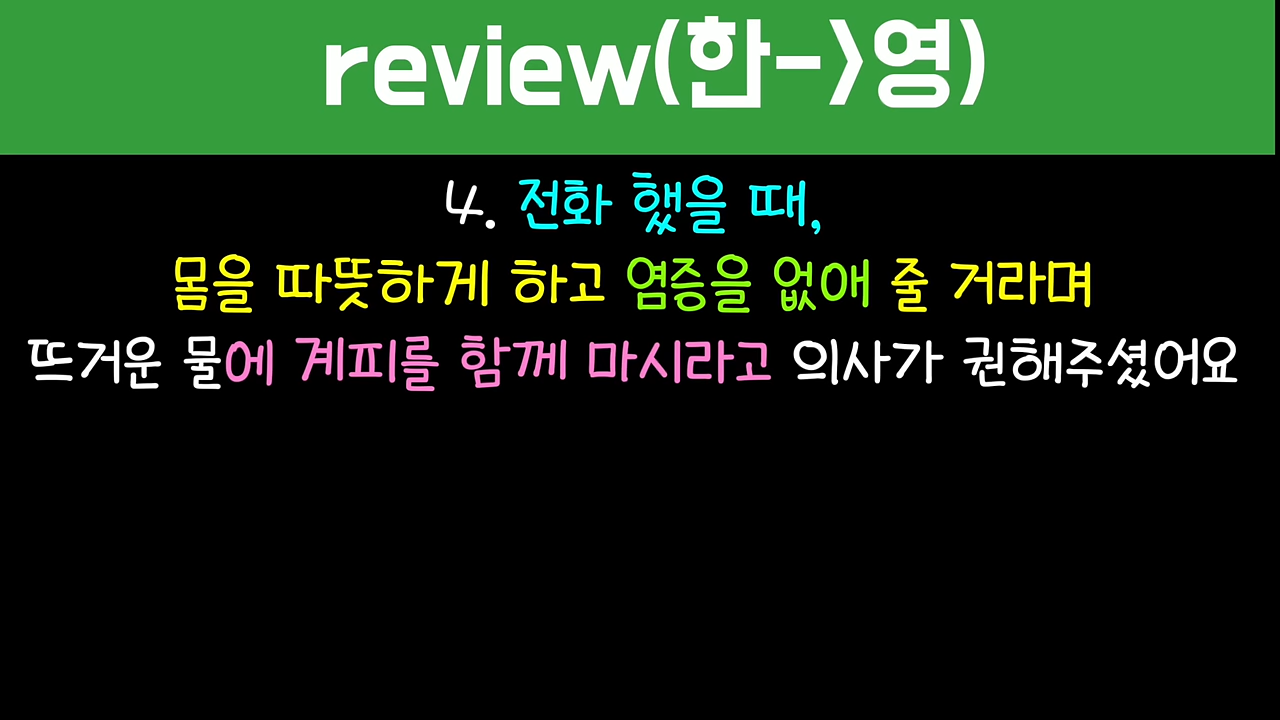 review(한->영)
4. 전화 했을 때,
몸을 따뜻하게 하고 염증을 없애 줄 거라며
뜨거운 물에 계피를 함께 마시라고 의사가 권해주셨어요